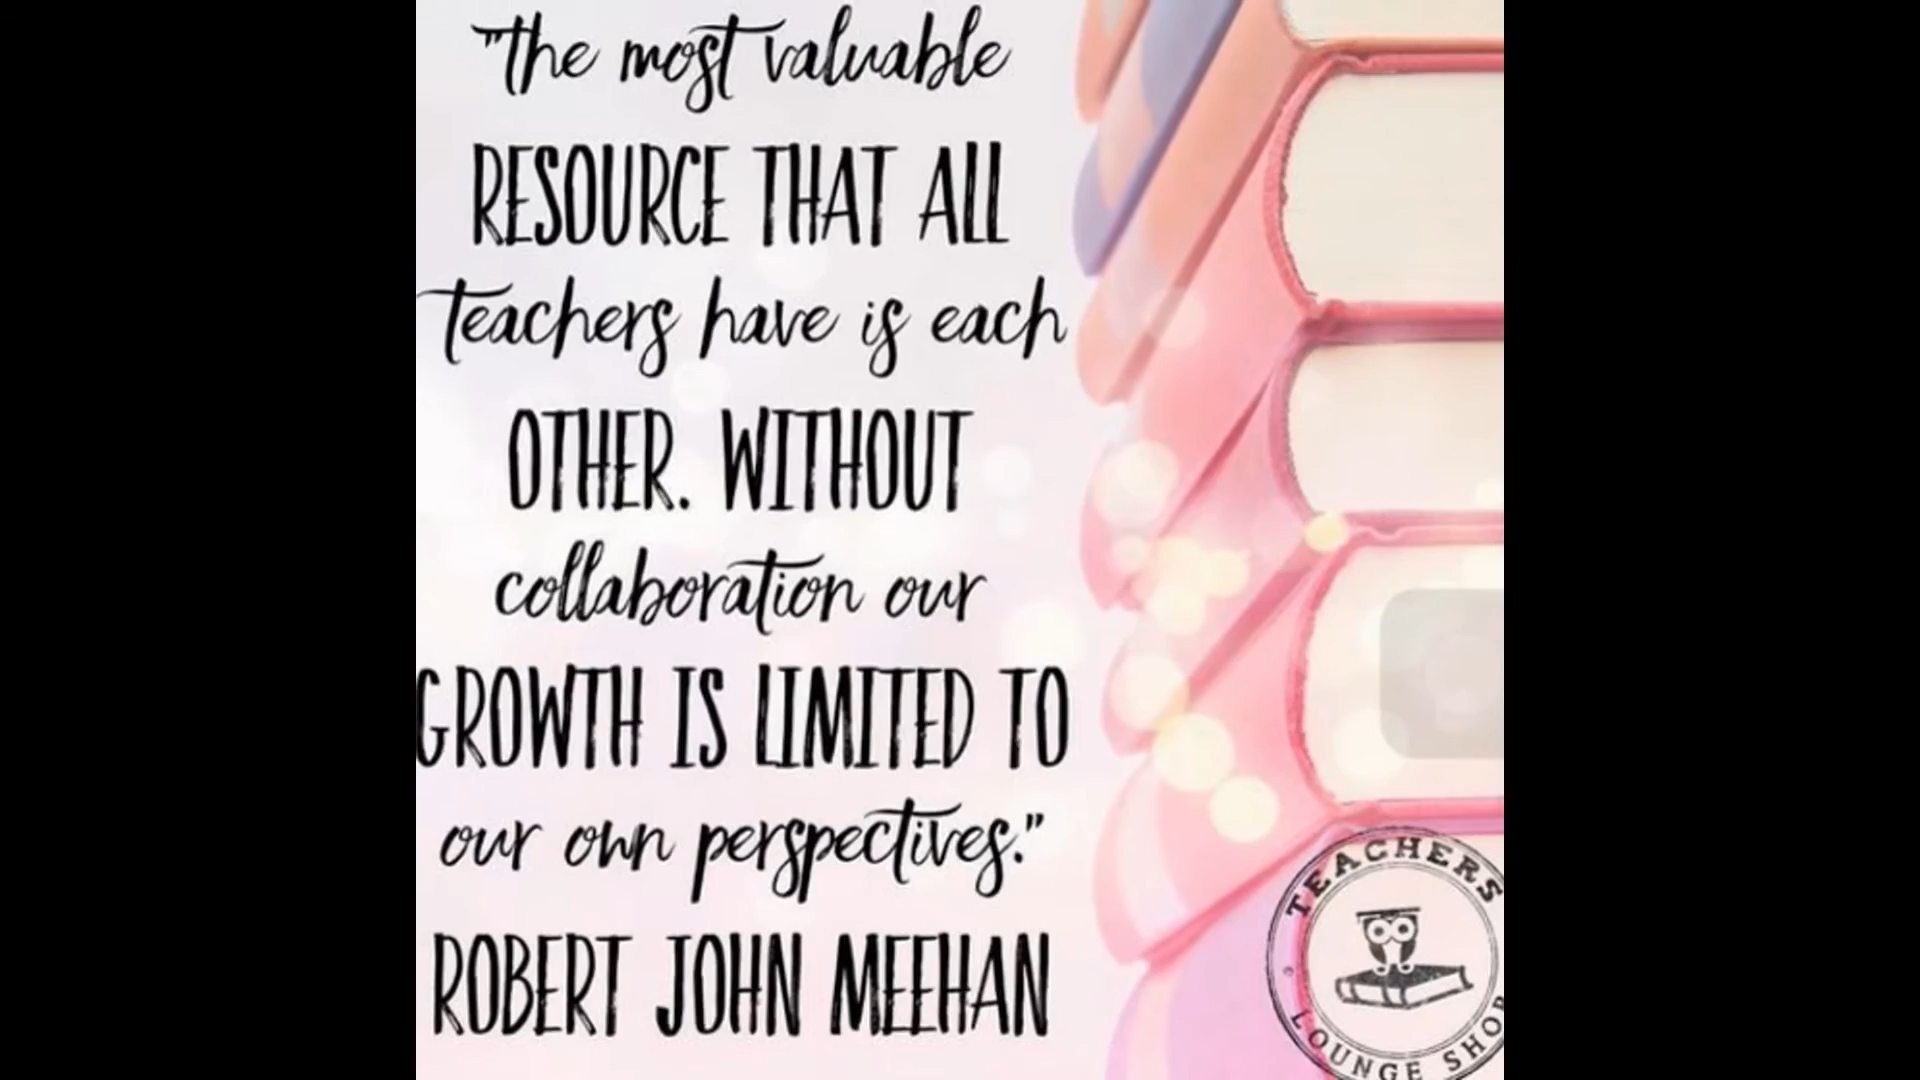 "the most valuable
RESOURCE THAT ALL
teachers have is each
OTHER. WITHOUT
collaboration our
GROWTH IS LIMITED TO
our own perspectives."
ROBERT JOHN MEEHAN
TEACHERS
LOUNGE SHOP